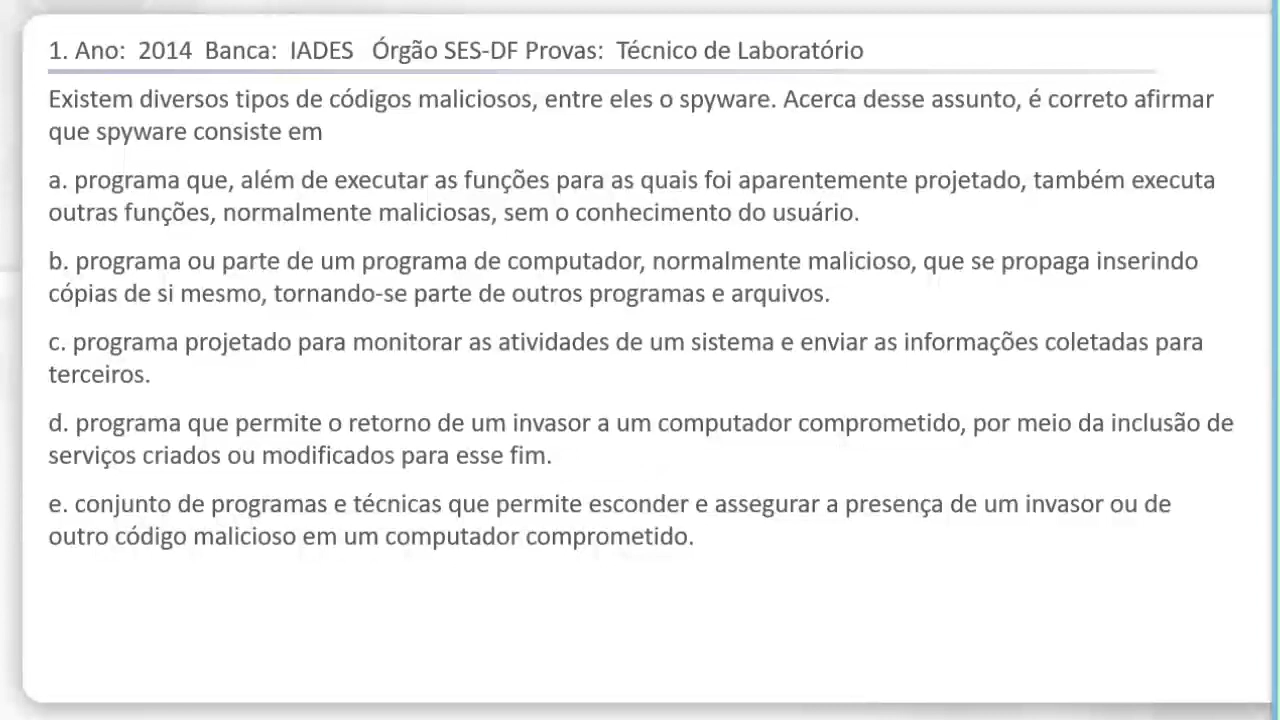 1. Ano: 2014 Banca: IADES Órgão SES-DF Provas: Técnico de Laboratório
Existem diversos tipos de códigos maliciosos, entre eles o spyware. Acerca desse assunto, é correto afirmar
que spyware consiste em
a. programa que, além de executar as funções para as quais foi aparentemente projetado, também executa
outras funções, normalmente maliciosas, sem o conhecimento do usuário.
b. programa ou parte de um programa de computador, normalmente malicioso, que se propaga inserindo
cópias de si mesmo, tornando-se parte de outros programas e arquivos.
c. programa projetado para monitorar as atividades de um sistema e enviar as informações coletadas para
terceiros.
d. programa que permite o retorno de um invasor a um computador comprometido, por meio da inclusão de
serviços criados ou modificados para esse fim.
e. conjunto de programas e técnicas que permite esconder e assegurar a presença de um invasor ou de
outro código malicioso em um computador comprometido.